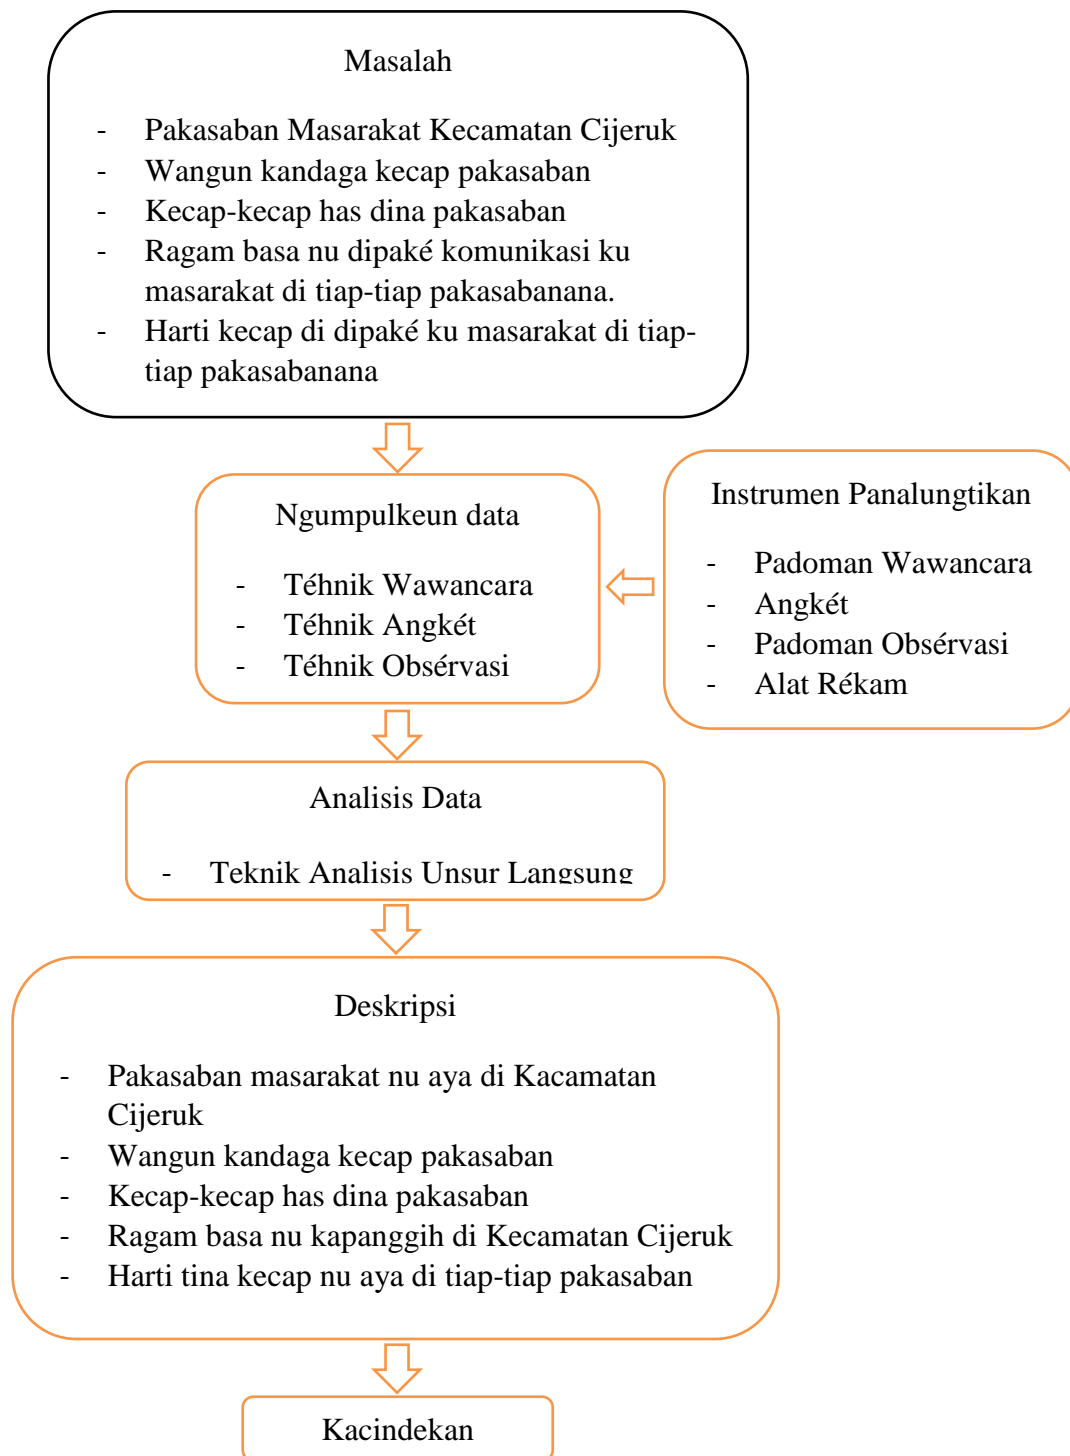 Masalah
- Pakasaban Masarakat Kecamatan Cijeruk
- Wangun kandaga kecap pakasaban
- Kecap-kecap has dina pakasaban
- Ragam basa nu dipaké komunikasi ku
masarakat di tiap-tiap pakasabanana.
- Harti kecap di dipaké ku masarakat di tiap-
tiap pakasabanana
Ngumpulkeun data
- Téhnik Wawancara
- Téhnik Angkét
- Téhnik Obsérvasi
Instrumen Panalungtikan
- Padoman Wawancara
- Angkét
- Padoman Obsérvasi
- Alat Rékam
Analisis Data
- Teknik Analisis Unsur Langsung
Deskripsi
- Pakasaban masarakat nu aya di Kacamatan
Cijeruk
- Wangun kandaga kecap pakasaban
- Kecap-kecap has dina pakasaban
- Ragam basa nu kapanggih di Kecamatan Cijeruk
- Harti tina kecap nu aya di tiap-tiap pakasaban
Kacindekan